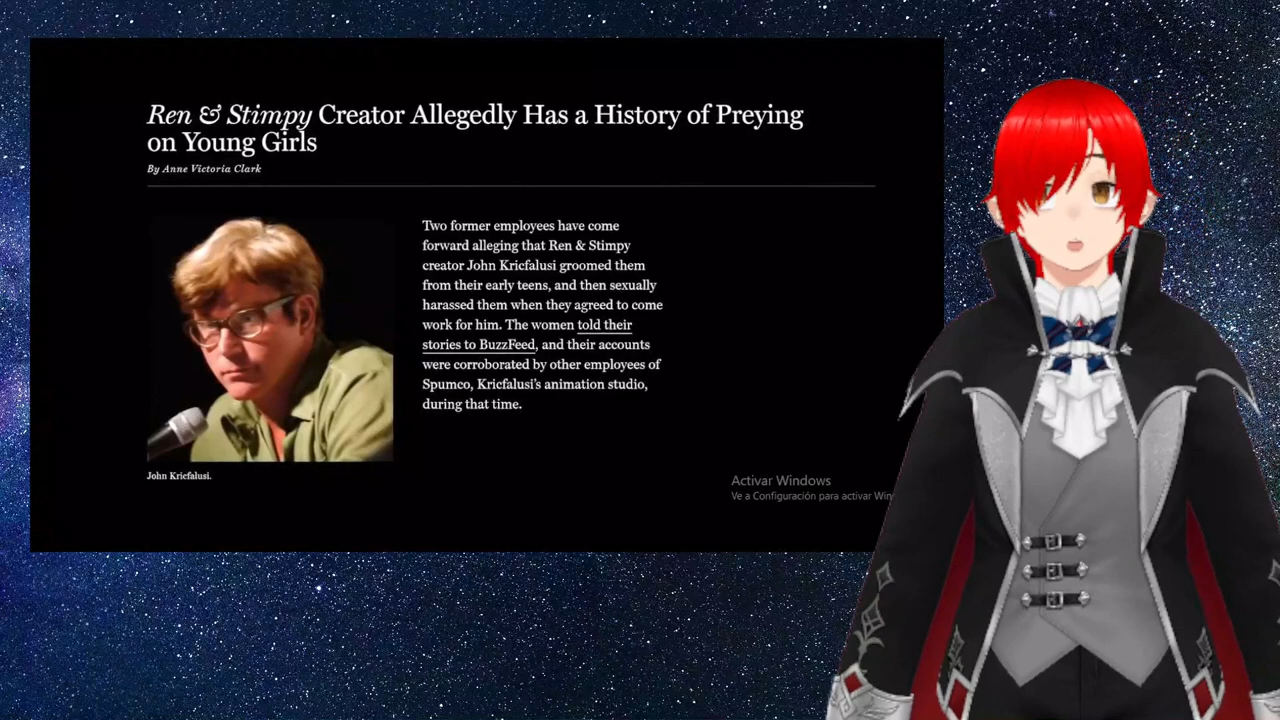 Ren & Stimpy Creator Allegedly Has a History of Preying
on Young Girls
By Anne Victoria Clark
Two former employees have come
forward alleging that Ren & Stimpy
creator John Kricfalusi groomed them
from their early teens, and then sexually
harassed them when they agreed to come
work for him. The women told their
stories to BuzzFeed, and their accounts
were corroborated by other employees of
Spumco, Kricfalusi's animation studio,
during that time.
John Kricfalusi.
Activar Windows
Ve a Configuración para activar Win